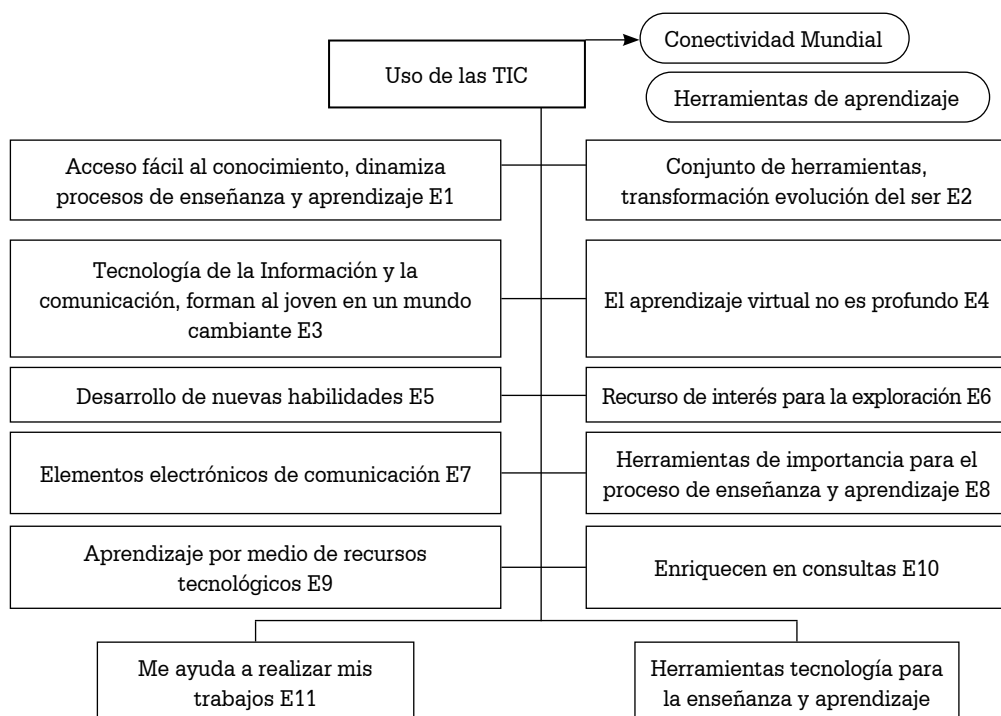 Conectividad Mundial
Uso de las TIC
Herramientas de aprendizaje
Acceso fácil al conocimiento, dinamiza
procesos de enseñanza y aprendizaje E1
Conjunto de herramientas,
transformación evolución del ser E2
Tecnología de la Información y la
comunicación, forman al joven en un mundo
cambiante E3
El aprendizaje virtual no es profundo E4
Desarrollo de nuevas habilidades E5
Recurso de interés para la exploración E6
Elementos electrónicos de comunicación E7
Herramientas de importancia para el
proceso de enseñanza y aprendizaje E8
Aprendizaje por medio de recursos
tecnológicos E9
Enriquecen en consultas E10
Me ayuda a realizar mis
trabajos E11
Herramientas tecnología para
la enseñanza y aprendizaje